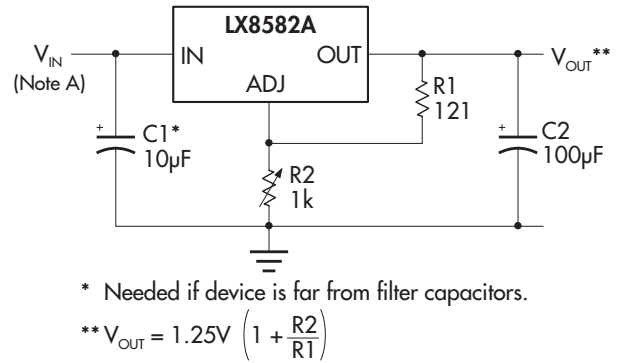 LX8582A
V_IN IN OUT V_OUT**
(Note A)
ADJ
R1
121
C1*
10µF
+
R2
1k
C2
100µF
+
* Needed if device is far from filter capacitors.
** V_OUT = 1.25V (1 + R2/R1)